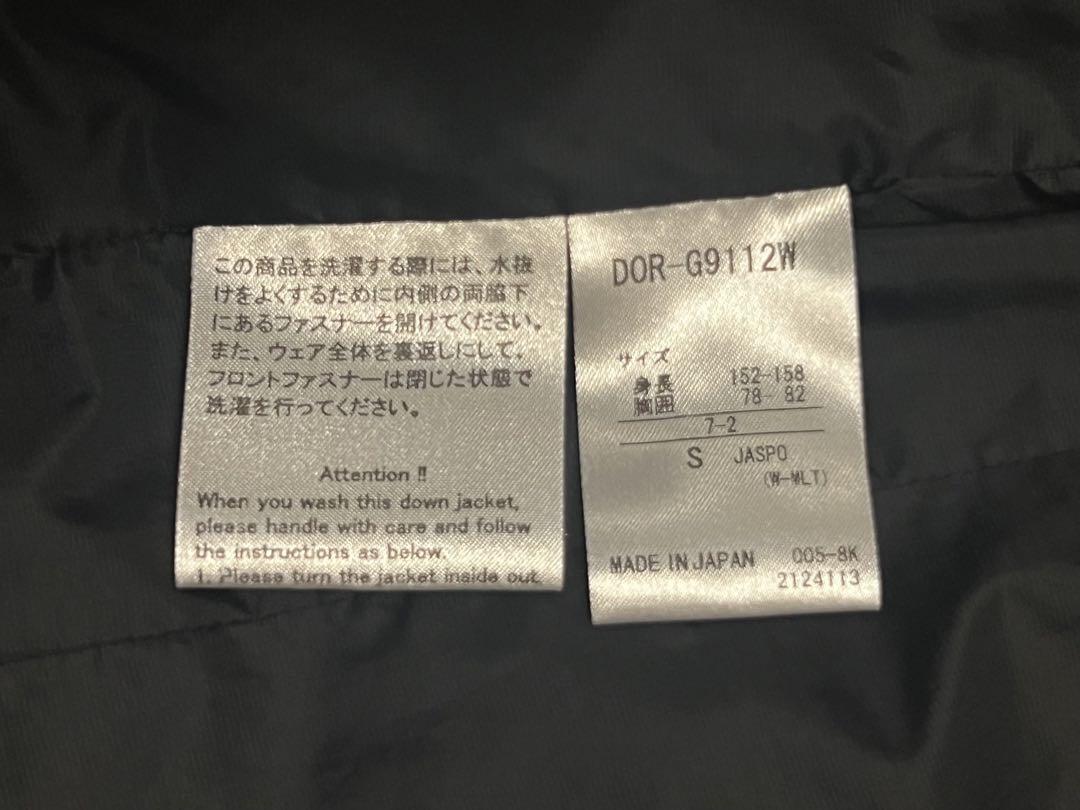 この商品を洗濯する際には、水抜
けをよくするために内側の両脇下
にあるファスナーを開けてください。
また、ウェア全体を裏返しにして、
フロントファスナーは閉じた状態で
洗濯を行ってください。
Attention !!
When you wash this down jacket,
please handle with care and follow
the instructions as below.
1. Please turn the jacket inside out
DOR-G9112W
サイズ
身長 152-158
胸囲 78- 82
7-2
S JASPO
(W-MLT)
MADE IN JAPAN 005-8K
2124113